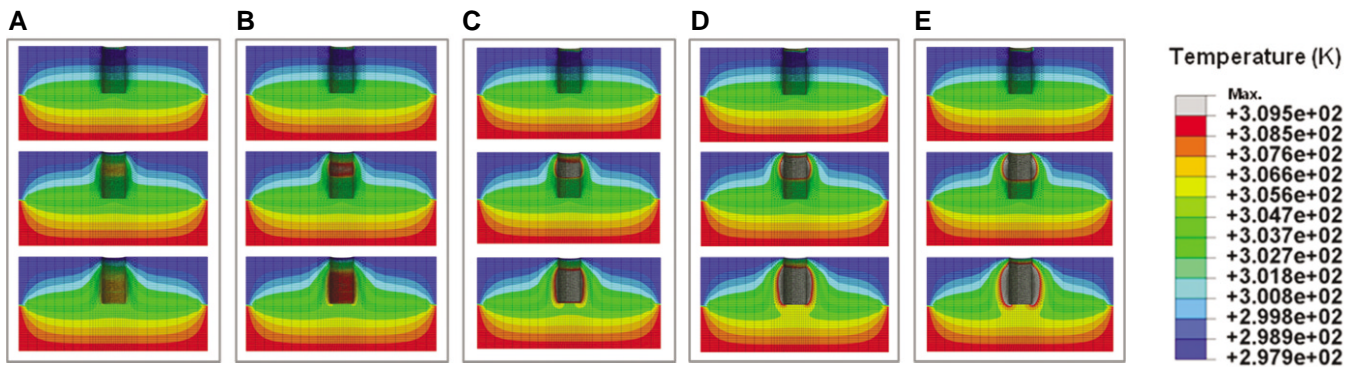 A B C D E
Temperature (K)
Max.
+3.095e+02
+3.085e+02
+3.076e+02
+3.066e+02
+3.056e+02
+3.047e+02
+3.037e+02
+3.027e+02
+3.018e+02
+3.008e+02
+2.998e+02
+2.989e+02
+2.979e+02